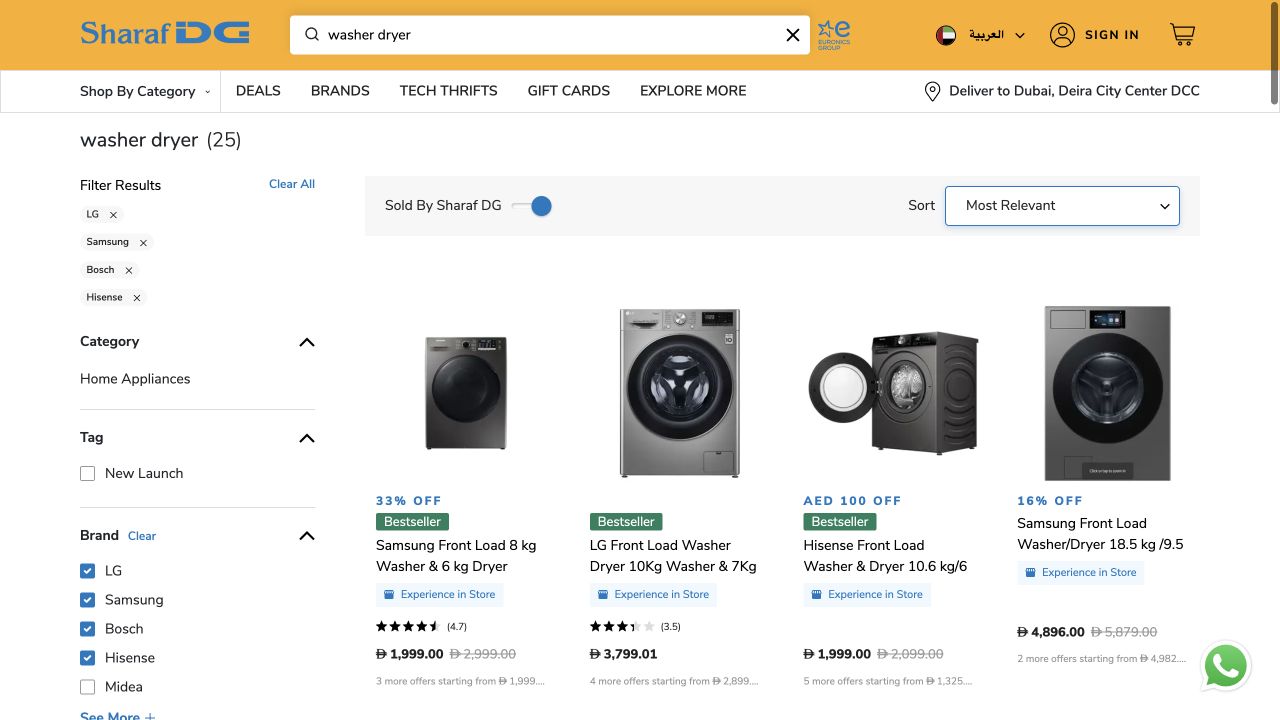 Sharaf DG
washer dryer
e
EURONICS
GROUP
العربية
SIGN IN
Shop By Category
DEALS
BRANDS
TECH THRIFTS
GIFT CARDS
EXPLORE MORE
Deliver to Dubai, Deira City Center DCC
washer dryer (25)
Filter Results
Clear All
LG
Samsung
Bosch
Hisense
Category
Home Appliances
Tag
New Launch
Brand Clear
LG
Samsung
Bosch
Hisense
Midea
See More +
Sold By Sharaf DG
Sort
Most Relevant
33% OFF
Bestseller
Samsung Front Load 8 kg
Washer & 6 kg Dryer
Experience in Store
(4.7)
1,999.00 2,999.00
3 more offers starting from 1,999....
Bestseller
LG Front Load Washer
Dryer 10Kg Washer & 7Kg
Experience in Store
(3.5)
3,799.01
4 more offers starting from 2,899....
AED 100 OFF
Bestseller
Hisense Front Load
Washer & Dryer 10.6 kg/6
Experience in Store
1,999.00 2,099.00
5 more offers starting from 1,325....
Click or tap to zoom in
16% OFF
Samsung Front Load
Washer/Dryer 18.5 kg /9.5
Experience in Store
4,896.00 5,879.00
2 more offers starting from 4,982....